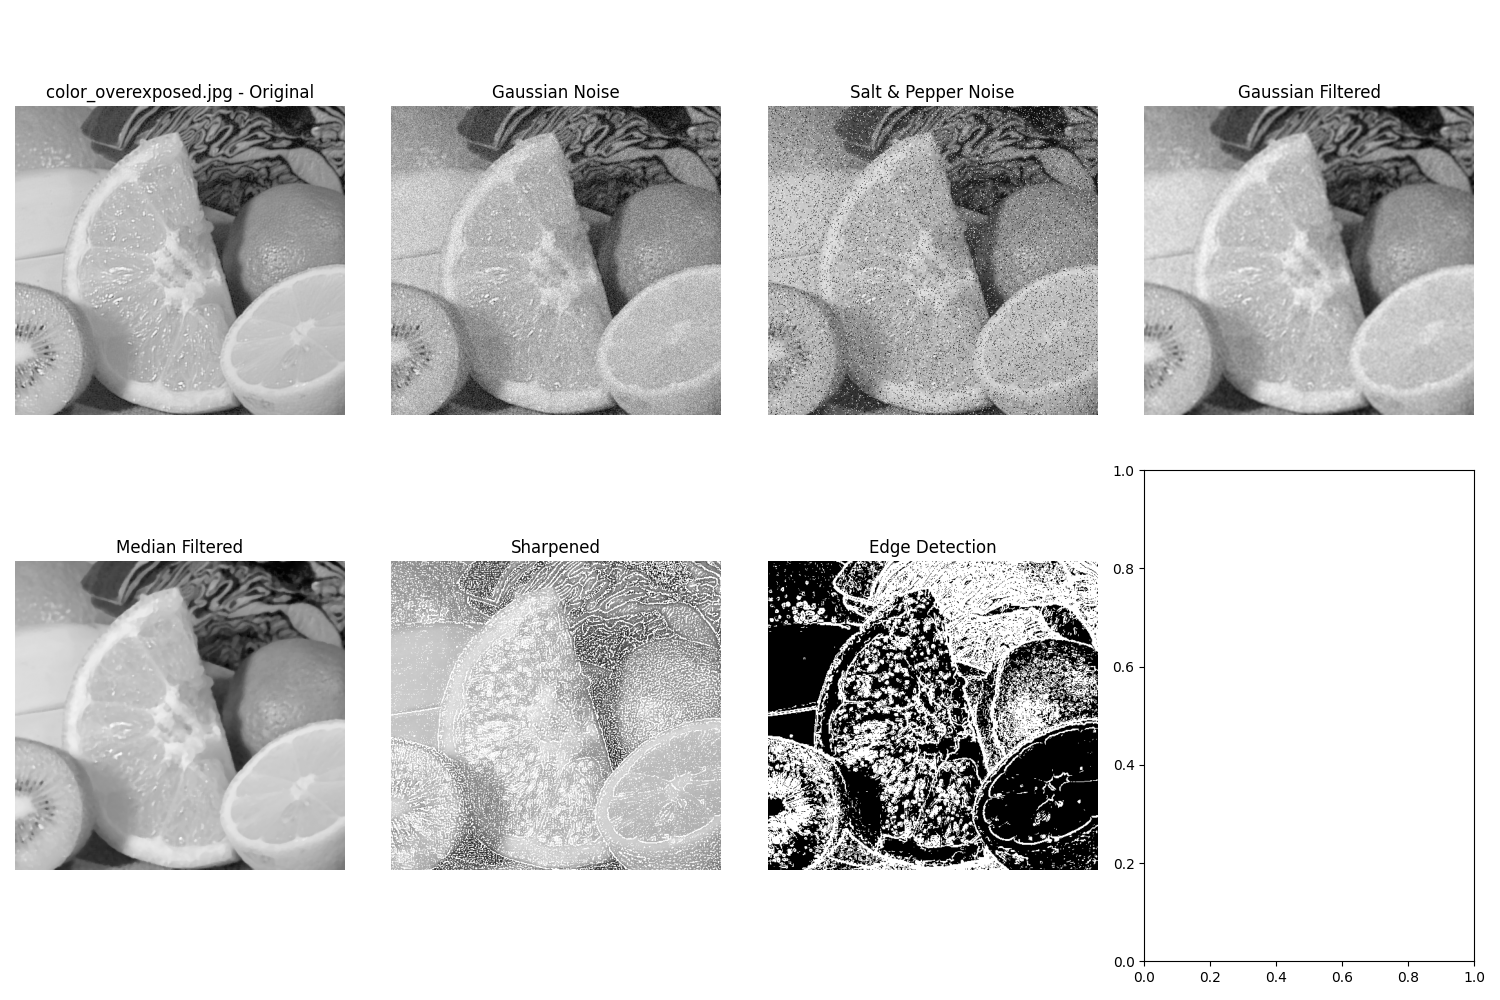 color_overexposed.jpg - Original
Gaussian Noise
Salt & Pepper Noise
Gaussian Filtered
Median Filtered
Sharpened
Edge Detection
1.0
0.8
0.6
0.4
0.2
0.0
0.0 0.2 0.4 0.6 0.8 1.0